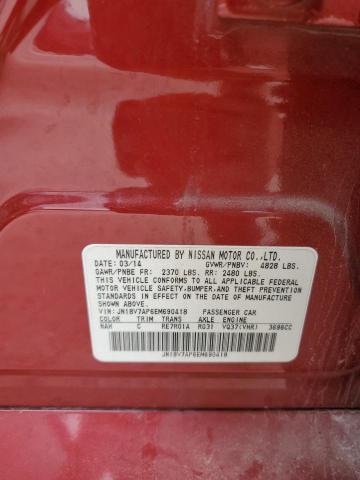 MANUFACTURED BY NISSAN MOTOR CO.,LTD.
DATE: 03/14 GVWR/PNBV: 4828 LBS.
GAWR/PNBE FR: 2370 LBS. RR: 2480 LBS.
THIS VEHICLE CONFORMS TO ALL APPLICABLE FEDERAL
MOTOR VEHICLE SAFETY, BUMPER, AND THEFT PREVENTION
STANDARDS IN EFFECT ON THE DATE OF MANUFACTURE
SHOWN ABOVE.
VIN: JN1BV7AP6EM690418 PASSENGER CAR
COLOR TRIM TRANS AXLE ENGINE
NAH C RE7R01A RG31 VQ37(VHR) 3696CC
JN1BV7AP6EM690418